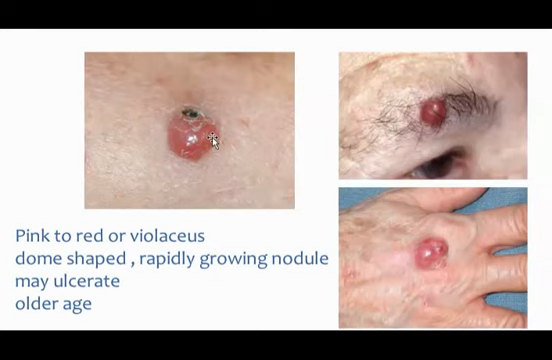 Pink to red or violaceus
dome shaped , rapidly growing nodule
may ulcerate
older age